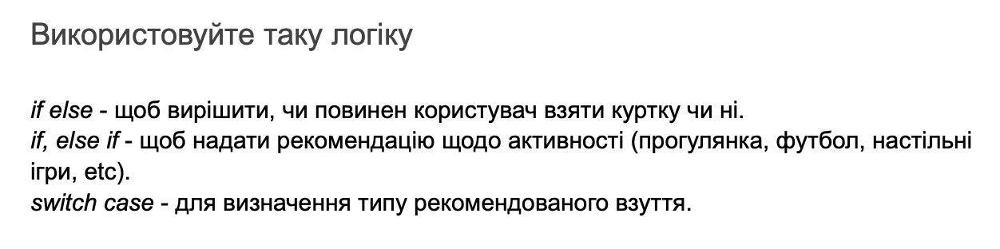 Використовуйте таку логіку
if else - щоб вирішити, чи повинен користувач взяти куртку чи ні.
if, else if - щоб надати рекомендацію щодо активності (прогулянка, футбол, настільні
ігри, etc).
switch case - для визначення типу рекомендованого взуття.